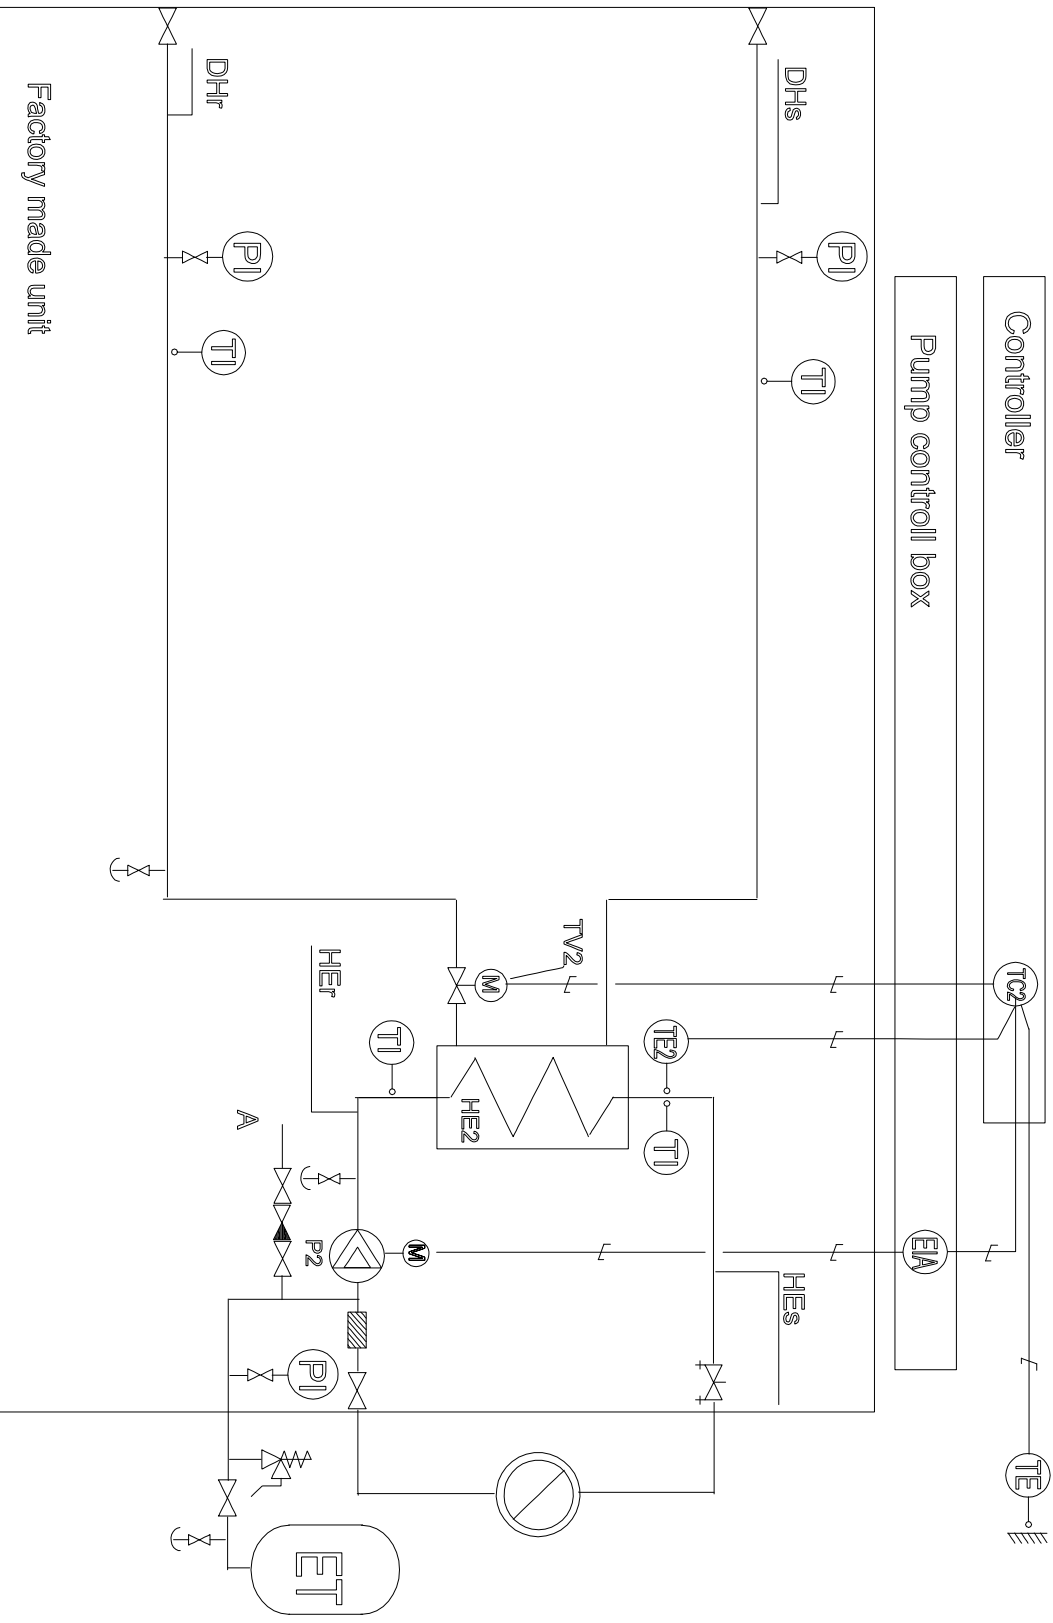 Controller
TC2
TE
Pump controll box
EIA
PI
TI
DHs
TE2
TI
HEs
TV2
M
HE2
M
DHr
PI
TI
HEr
TI
P2
A
PI
ET
Factory made unit